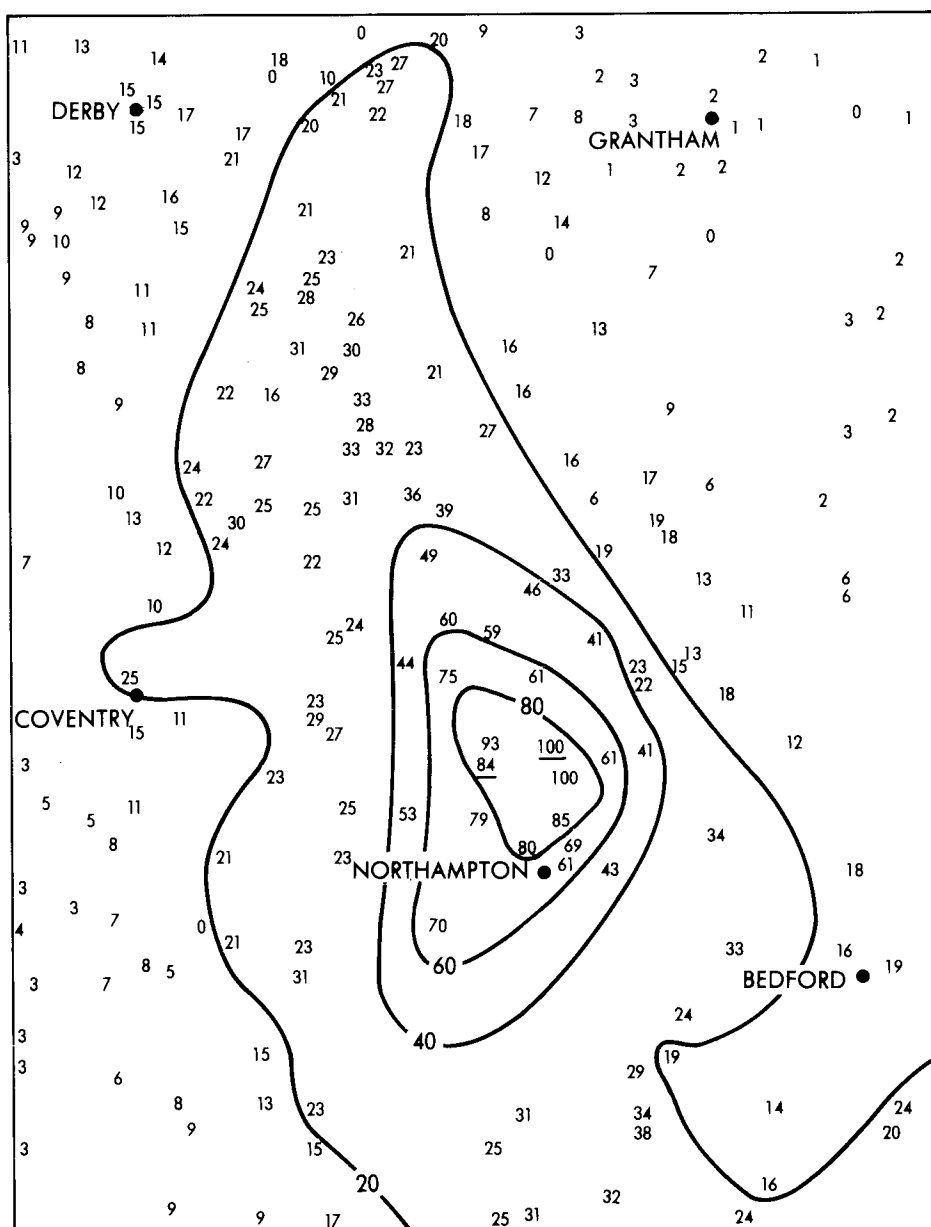 0 20 9 3
11 13 14 18 23 27 2 1
0 10 27 2 3
15 15 21 2
DERBY 17 22 7 8 3 0 1
15 17 20 18 GRANTHAM 1 1
3 21 17
12 12 1 2 2
9 12 16 21 8 14
9 9 10 15 0
23 21 0 2
9 25 7
11 24 28
25
8 11 26 13 3 2
31 30 16
8 29 21
22 16 33 16
9 28 9 2
27 3
33 32 23
24 27 16
10 22 25 31 36 17 6
13 30 25 39 6 2
12 24 19 18
7 22 49 19
33 13 6
46 6
10 11
24 60
25 59 41
44 23 15 13
25 75 61 22
18
11 23 80
COVENTRY 29
15 27 93 100 41 12
3 84 61
23 100
5 11 25
5 53 79 85
8 34
21 23 80 69
NORTHAMPTON 61 43 18
3
3
7 0 70
4 21 23 33 16
8 5 31 60 19
3 7 BEDFORD
24
3 40
15 19
3 29
6
8 13 23 31 34 14 24
9 38 20
3 15 25
20 16
32
9 9 17 25 31 24